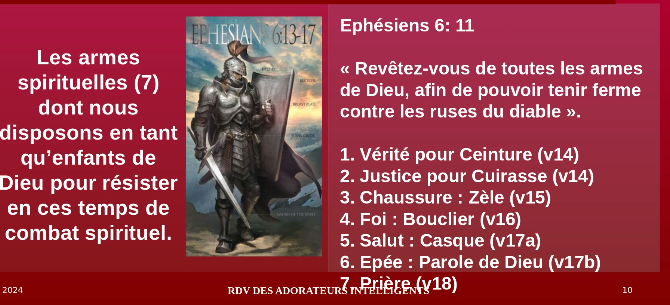 Les armes
spirituelles (7)
dont nous
disposons en tant
qu'enfants de
Dieu pour résister
en ces temps de
combat spirituel.
EPHESIAN 6:13-17
Ephésiens 6: 11
« Revêtez-vous de toutes les armes
de Dieu, afin de pouvoir tenir ferme
contre les ruses du diable ».
1. Vérité pour Ceinture (v14)
2. Justice pour Cuirasse (v14)
3. Chaussure : Zèle (v15)
4. Foi : Bouclier (v16)
5. Salut : Casque (v17a)
6. Epée : Parole de Dieu (v17b)
7. Prière (v18)
2024
RDV DES ADORATEURS INTELLIGENTS
10